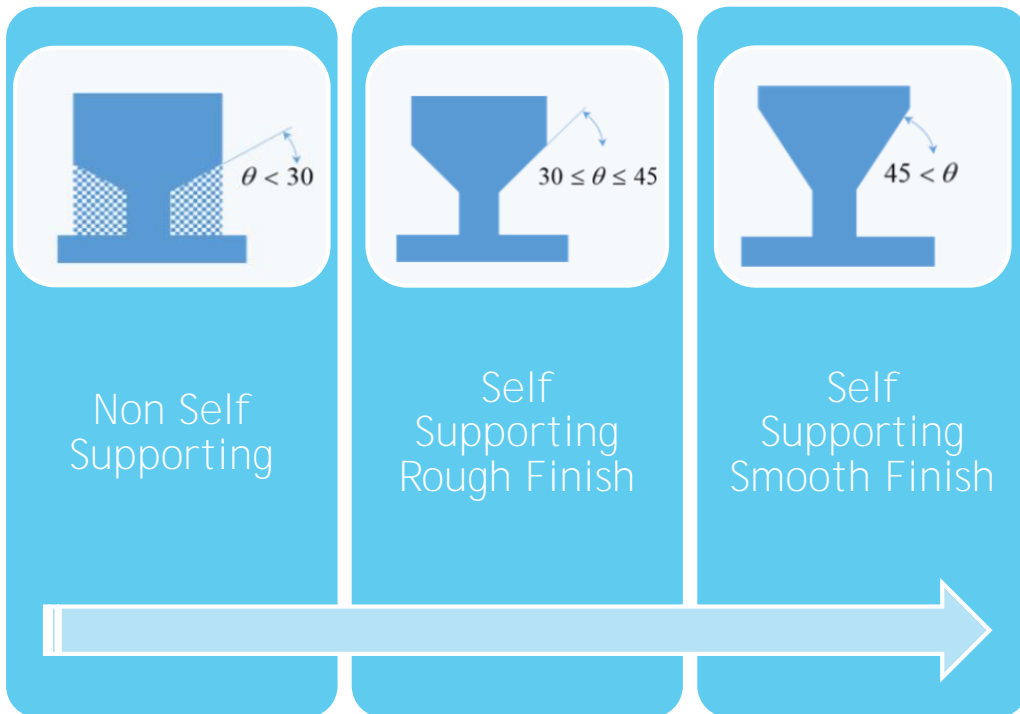 θ < 30
30 ≤ θ ≤ 45
45 < θ
Non Self
Supporting
Self
Supporting
Rough Finish
Self
Supporting
Smooth Finish